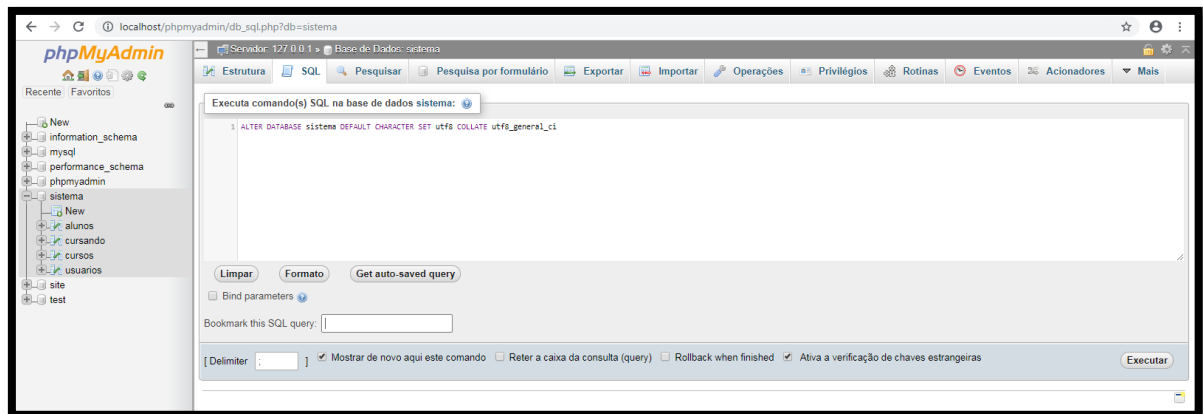 localhost/phpmyadmin/db_sql.php?db=sistema
phpMyAdmin
Recente Favoritos
New
information_schema
mysql
performance_schema
phpmyadmin
sistema
New
alunos
cursando
cursos
usuarios
site
test
Servidor: 127.0.0.1 » Base de Dados: sistema
Estrutura SQL Pesquisar Pesquisa por formulário Exportar Importar Operações Privilégios Rotinas Eventos Acionadores Mais
Executa comando(s) SQL na base de dados sistema:
1 ALTER DATABASE sistema DEFAULT CHARACTER SET utf8 COLLATE utf8_general_ci
Limpar Formato Get auto-saved query
Bind parameters
Bookmark this SQL query:
[ Delimiter ; ] Mostrar de novo aqui este comando Reter a caixa da consulta (query) Rollback when finished Ativa a verificação de chaves estrangeiras Executar